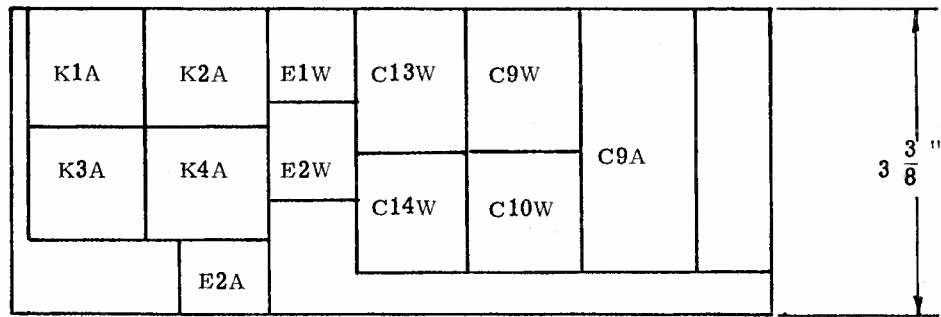 K1A K2A E1W C13W C9W
K3A K4A E2W C9A
C14W C10W
E2A
3 3/8 "